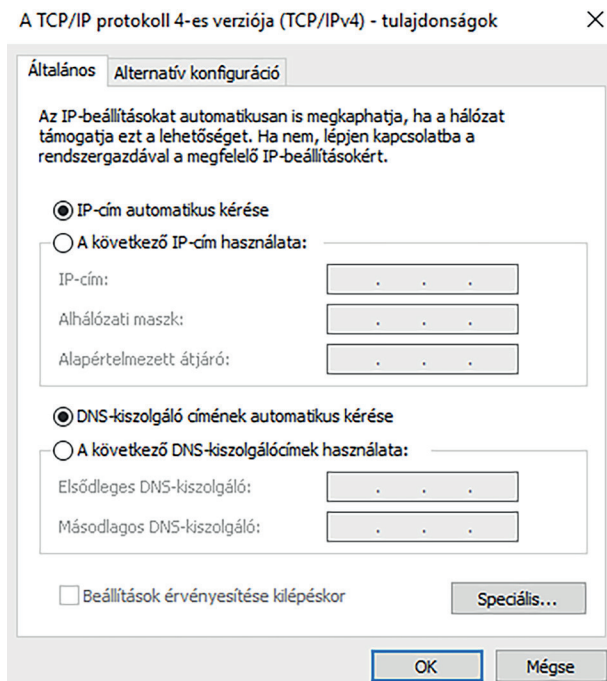 A TCP/IP protokoll 4-es verziója (TCP/IPv4) - tulajdonságok
Általános
Alternatív konfiguráció
Az IP-beállításokat automatikusan is megkaphatja, ha a hálózat
támogatja ezt a lehetőséget. Ha nem, lépjen kapcsolatba a
rendszergazdával a megfelelő IP-beállításokért.
IP-cím automatikus kérése
A következő IP-cím használata:
IP-cím:
Alhálózati maszk:
Alapértelmezett átjáró:
DNS-kiszolgáló címének automatikus kérése
A következő DNS-kiszolgálócímek használata:
Elsődleges DNS-kiszolgáló:
Másodlagos DNS-kiszolgáló:
Beállítások érvényesítése kilépéskor
Speciális...
OK
Mégse